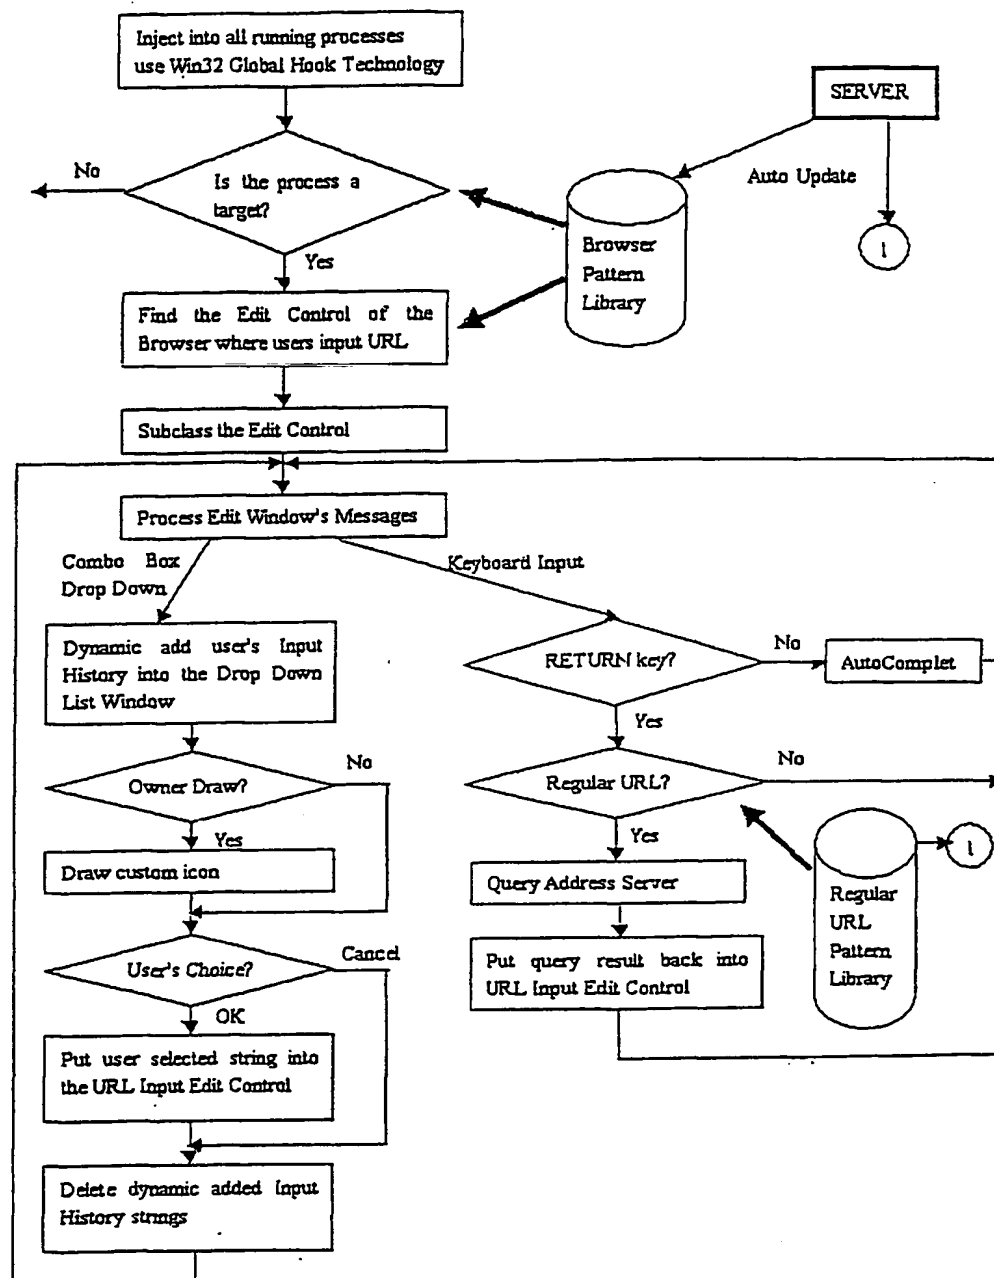 Inject into all running processes
use Win32 Global Hook Technology
SERVER
No
Is the process a
target?
Auto Update
1
Browser
Pattern
Library
Yes
Find the Edit Control of the
Browser where users input URL
Subclass the Edit Control
Process Edit Window's Messages
Combo Box
Drop Down
Keyboard Input
Dynamic add user's Input
History into the Drop Down
List Window
RETURN key?
No
AutoComplet
Yes
Owner Draw?
No
Regular URL?
No
Yes
Yes
Draw custom icon
Query Address Server
1
Regular
URL
Pattern
Library
User's Choice?
Cancel
Put query result back into
URL Input Edit Control
OK
Put user selected string into
the URL Input Edit Control
Delete dynamic added Input
History strings